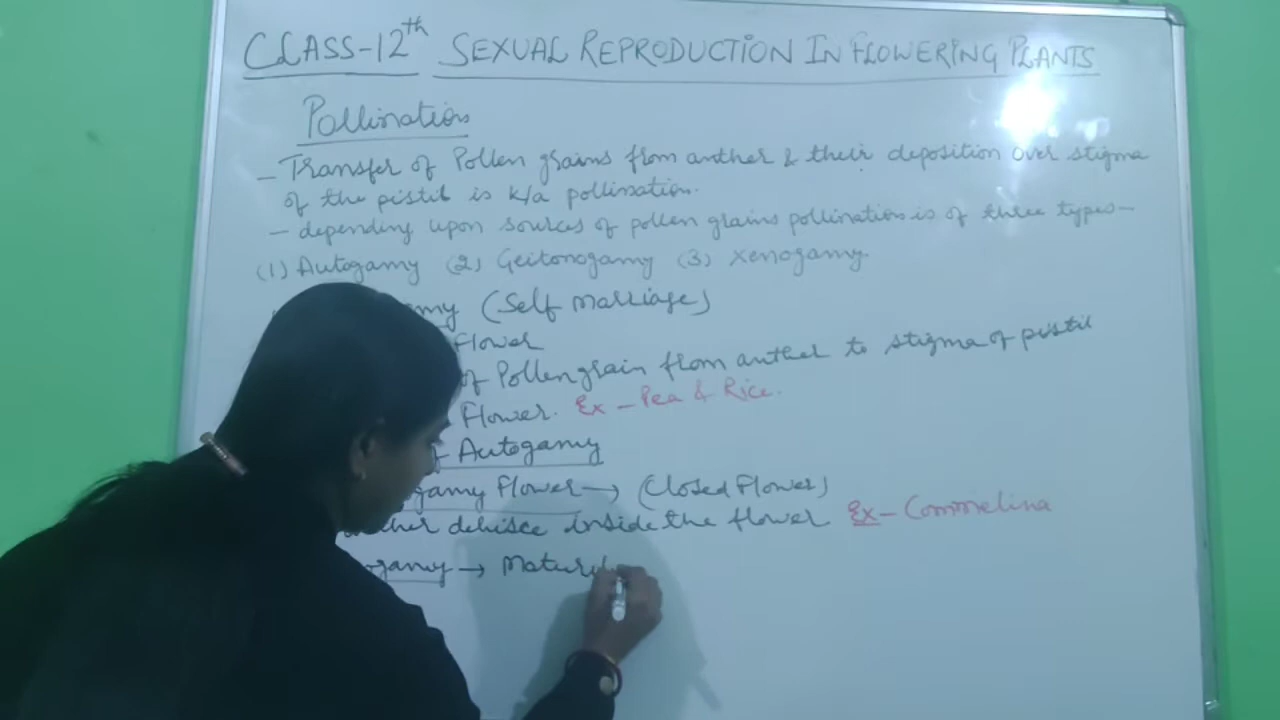 CLASS-12th SEXUAL REPRODUCTION IN FLOWERING PLANTS
Pollination
- Transfer of Pollen grains from anther & their deposition over stigma
of the pistil is k/a pollination.
- depending upon sources of pollen grains pollination is of three types-
(1) Autogamy (2) Geitonogamy (3) Xenogamy.
(Self Marriage)
Flower
of Pollengrain from anther to stigma of pistil
Flower. Ex - Pea & Rice.
Autogamy
Flower → (Closed Flower)
dehisce inside the flower Ex - Commelina
→